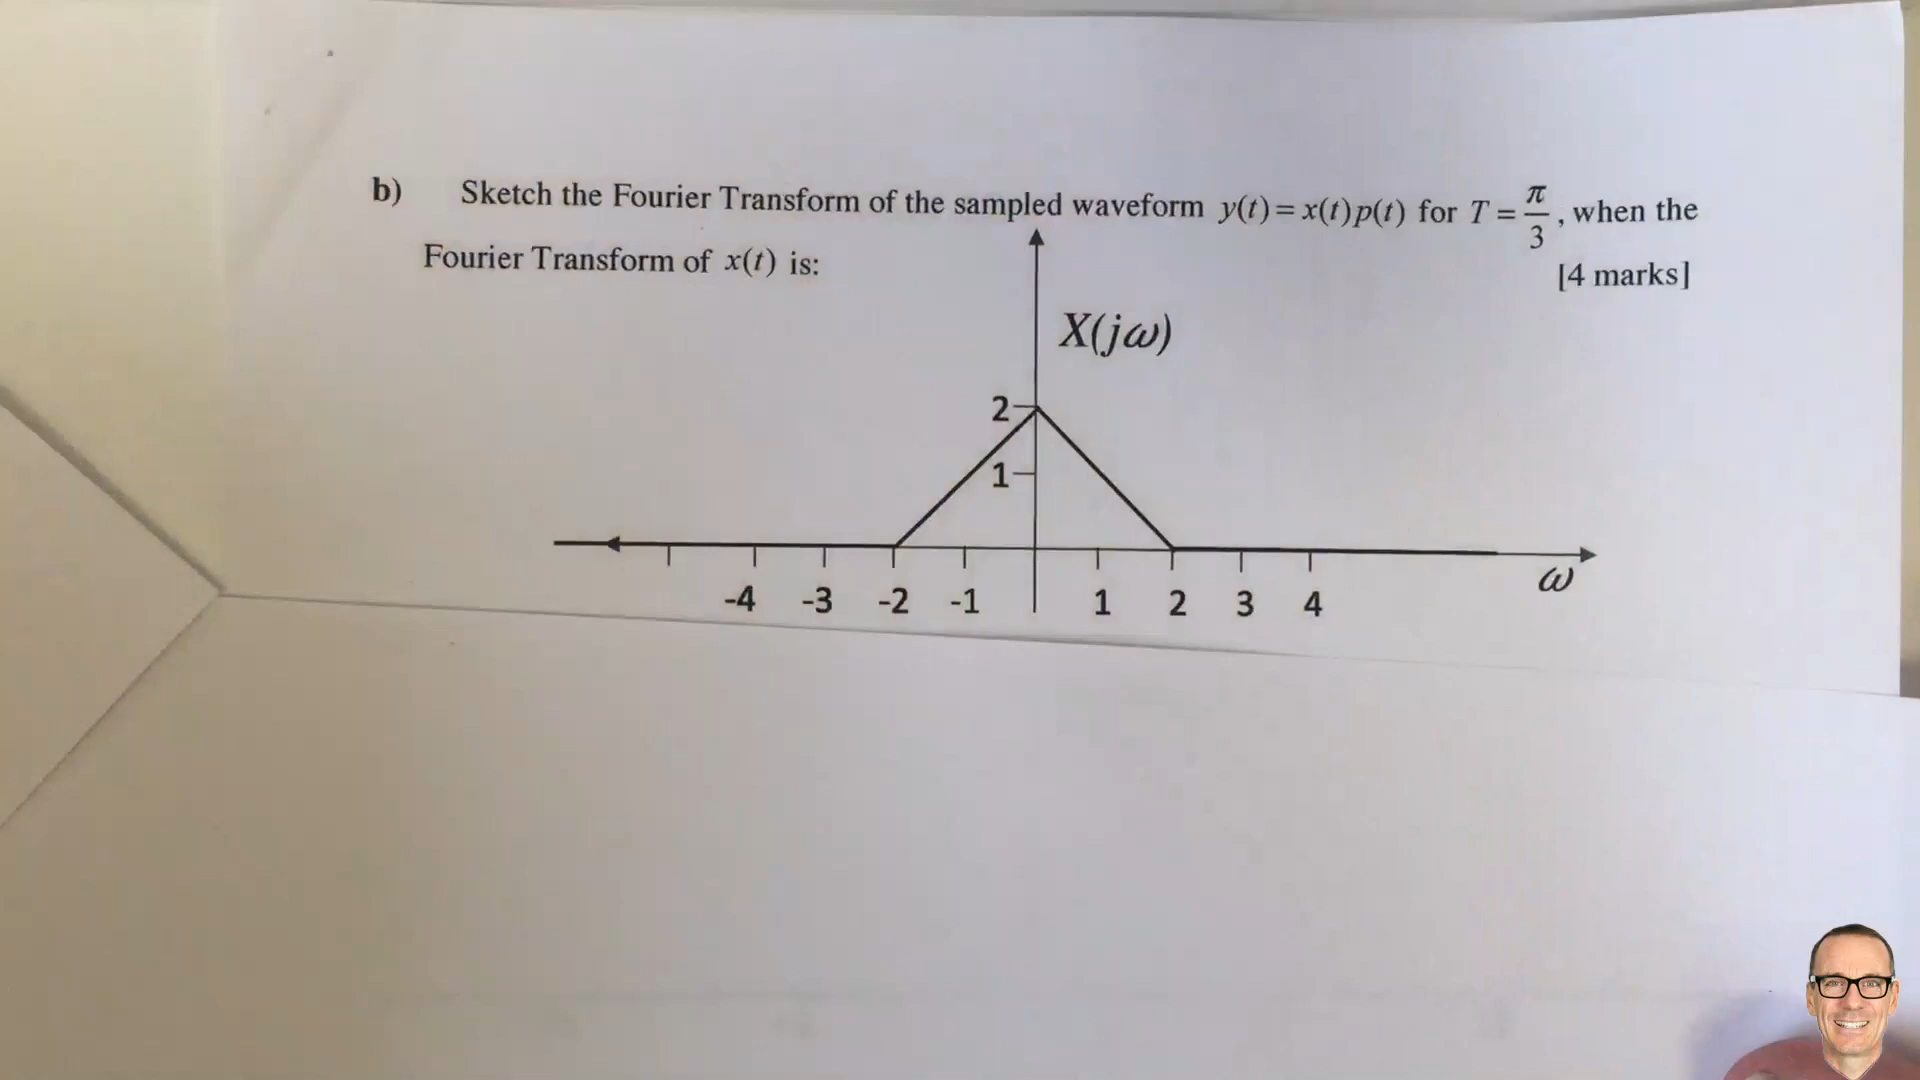 b) Sketch the Fourier Transform of the sampled waveform y(t) = x(t)p(t) for T = π/3, when the
Fourier Transform of x(t) is:
[4 marks]
X(jω)
2
1
-4 -3 -2 -1 1 2 3 4
ω